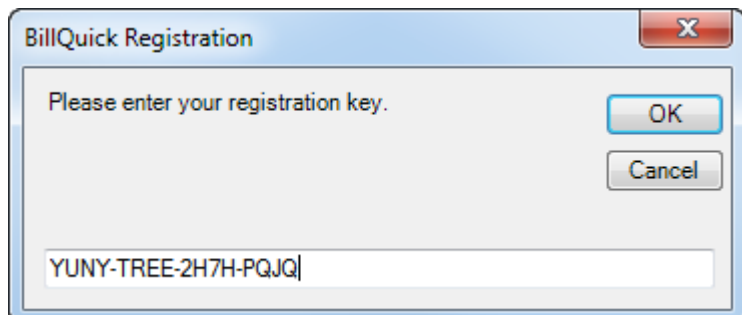 BillQuick Registration
Please enter your registration key.
OK
Cancel
YUNY-TREE-2H7H-PQJQ